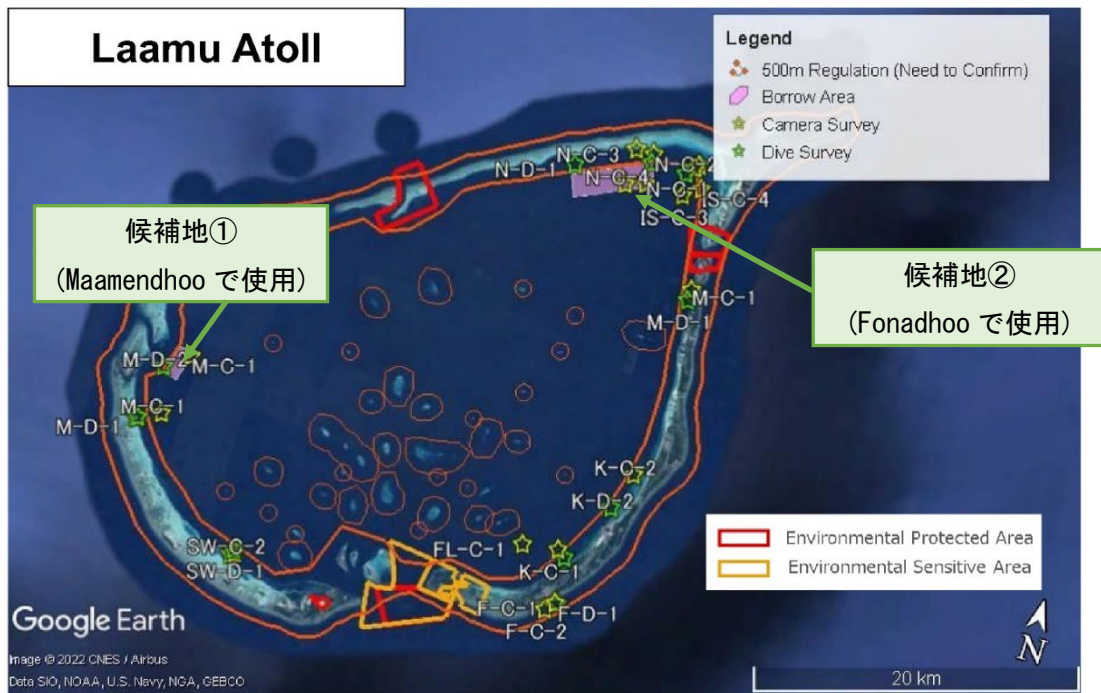 Laamu Atoll
Legend
500m Regulation (Need to Confirm)
Borrow Area
Camera Survey
Dive Survey
N-C-3
N-D-1
N-C-2
N-C-4
N-C-1
IS-C-4
IS-C-3
候補地①
(Maamendhoo で使用)
候補地②
(Fonadhoo で使用)
M-C-1
M-D-1
M-D-2
M-C-1
M-C-1
M-D-1
K-C-2
K-D-2
SW-C-2
SW-D-1
FL-C-1
K-C-1
F-C-1
F-D-1
F-C-2
Environmental Protected Area
Environmental Sensitive Area
Google Earth
Image © 2022 CNES / Airbus
Data SIO, NOAA, U.S. Navy, NGA, GEBCO
N
20 km